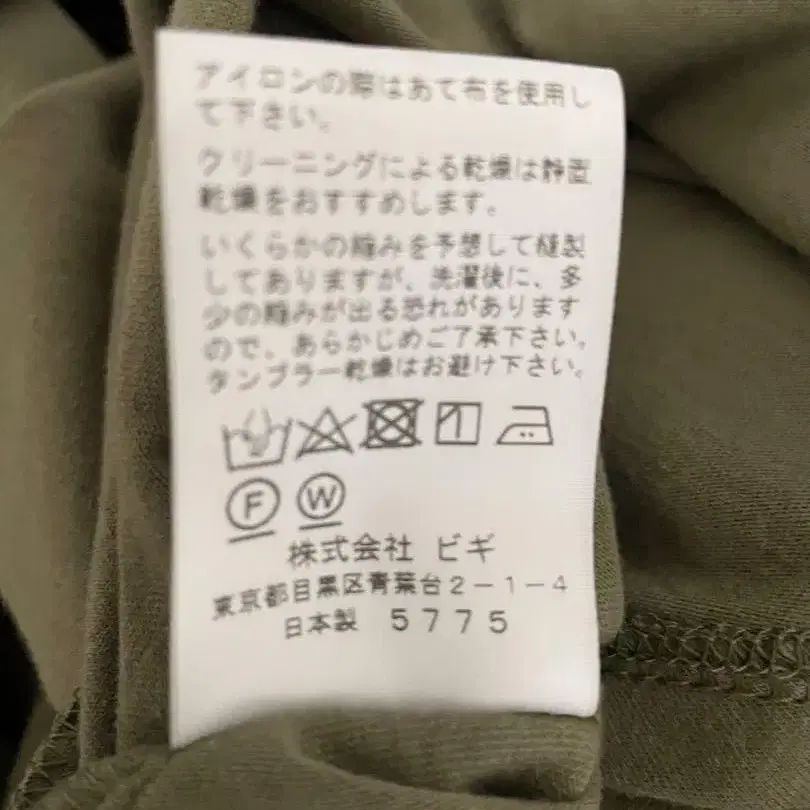 アイロンの際はあて布を使用し
て下さい。
クリーニングによる乾燥は静置
乾燥をおすすめします。
いくらかの縮みを予想して縫製
してありますが、洗濯後に、多
少の縮みが出る恐れがあります
ので、あらかじめご了承下さい。
タンブラー乾燥はお避け下さい。
F W
株式会社 ビギ
東京都目黒区青葉台2-1-4
日本製 5775